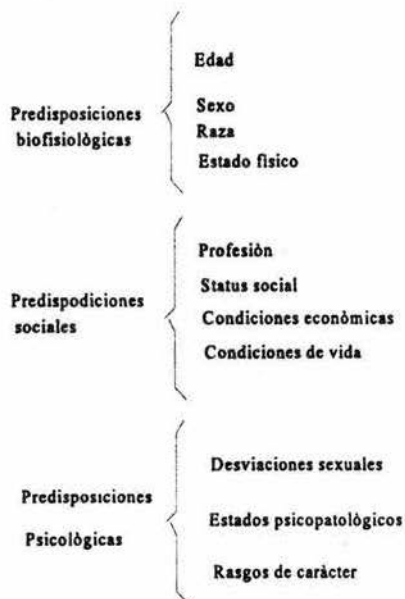 Predisposiciones
biofisiològicas
Edad
Sexo
Raza
Estado fìsico
Predispodiciones
sociales
Profesiòn
Status social
Condiciones econòmicas
Condiciones de vida
Predisposiciones
Psicològicas
Desviaciones sexuales
Estados psicopatològicos
Rasgos de caràcter